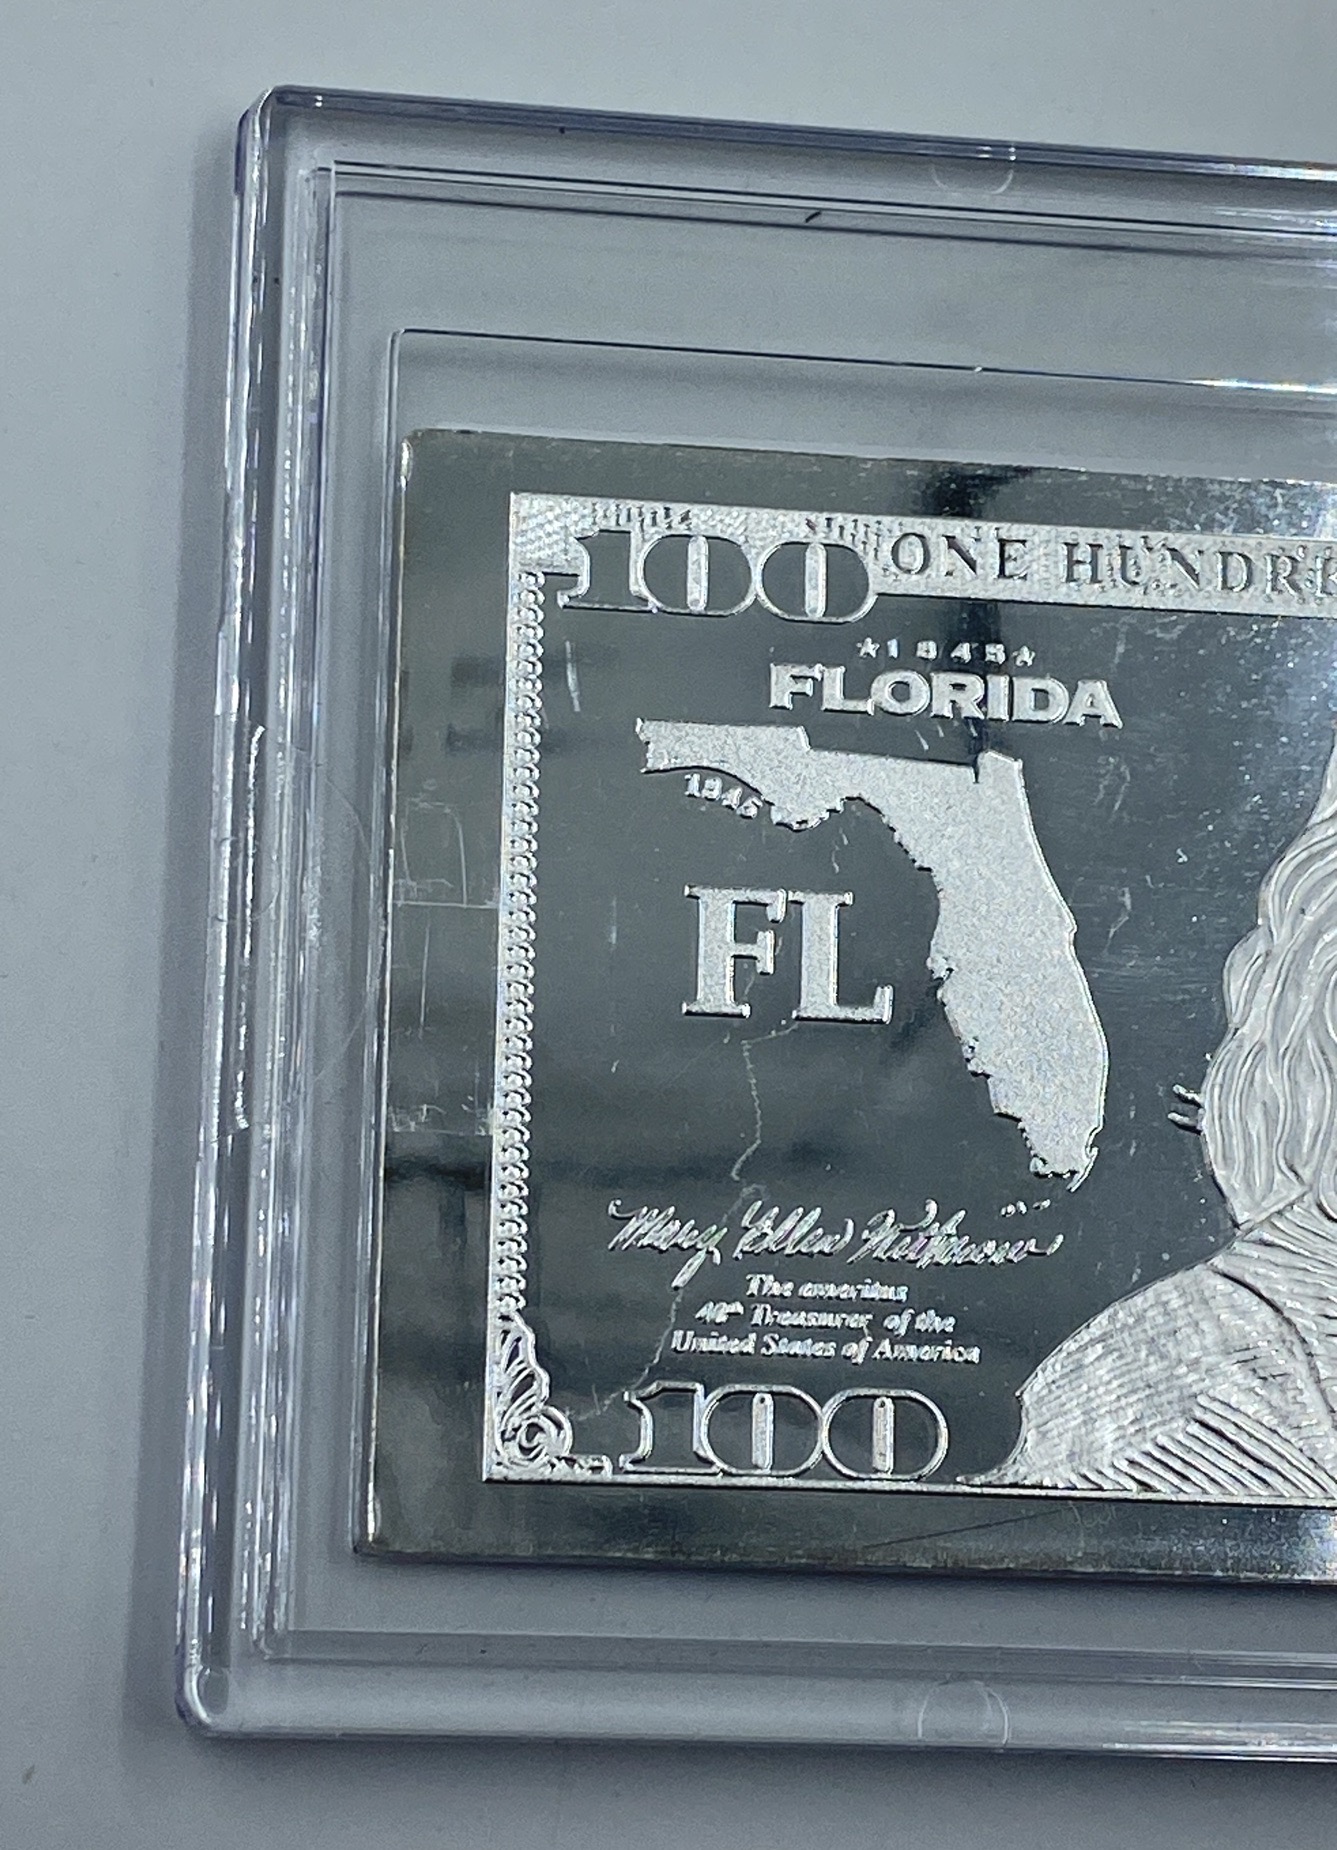 100 ONE HUNDRE
★1845★
FLORIDA
1845
FL
Mary Ellen Withrow
The emeritus
40th Treasurer of the
United States of America
100